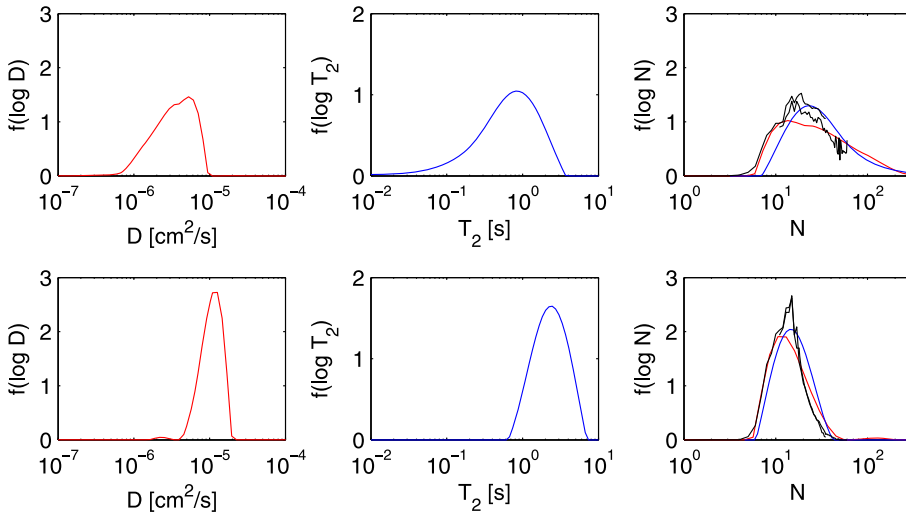 3
2
1
0
f(log D)
10⁻⁷ 10⁻⁶ 10⁻⁵ 10⁻⁴
D [cm²/s]
2
1
0
f(log T₂)
10⁻² 10⁻¹ 10⁰ 10¹
T₂ [s]
3
2
1
0
f(log N)
10⁰ 10¹ 10²
N
3
2
1
0
f(log D)
10⁻⁷ 10⁻⁶ 10⁻⁵ 10⁻⁴
D [cm²/s]
2
1
0
f(log T₂)
10⁻² 10⁻¹ 10⁰ 10¹
T₂ [s]
3
2
1
0
f(log N)
10⁰ 10¹ 10²
N